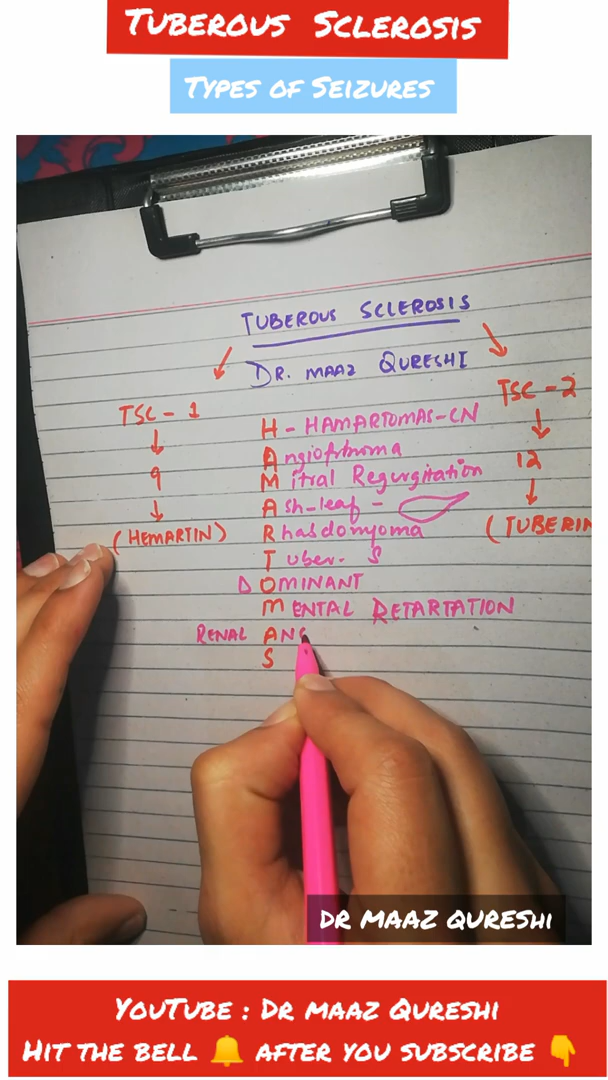 TUBEROUS SCLEROSIS
TYPES OF SEIZURES
TUBEROUS SCLEROSIS
DR. MAAZ QURESHI
TSC - 1
↓
9
↓
(HEMARTIN)
H - HAMARTOMAS - CN
Angiofibroma
Mitral Regurgitation
Ash-leaf -
Rhasdomyoma
Tuber - S
DOMINANT
MENTAL RETARTATION
RENAL ANG
S
TSC - 2
↓
12
↓
(TUBERIN
DR MAAZ QURESHI
YOUTUBE : DR MAAZ QURESHI
HIT THE BELL 🔔 AFTER YOU SUBSCRIBE 👇